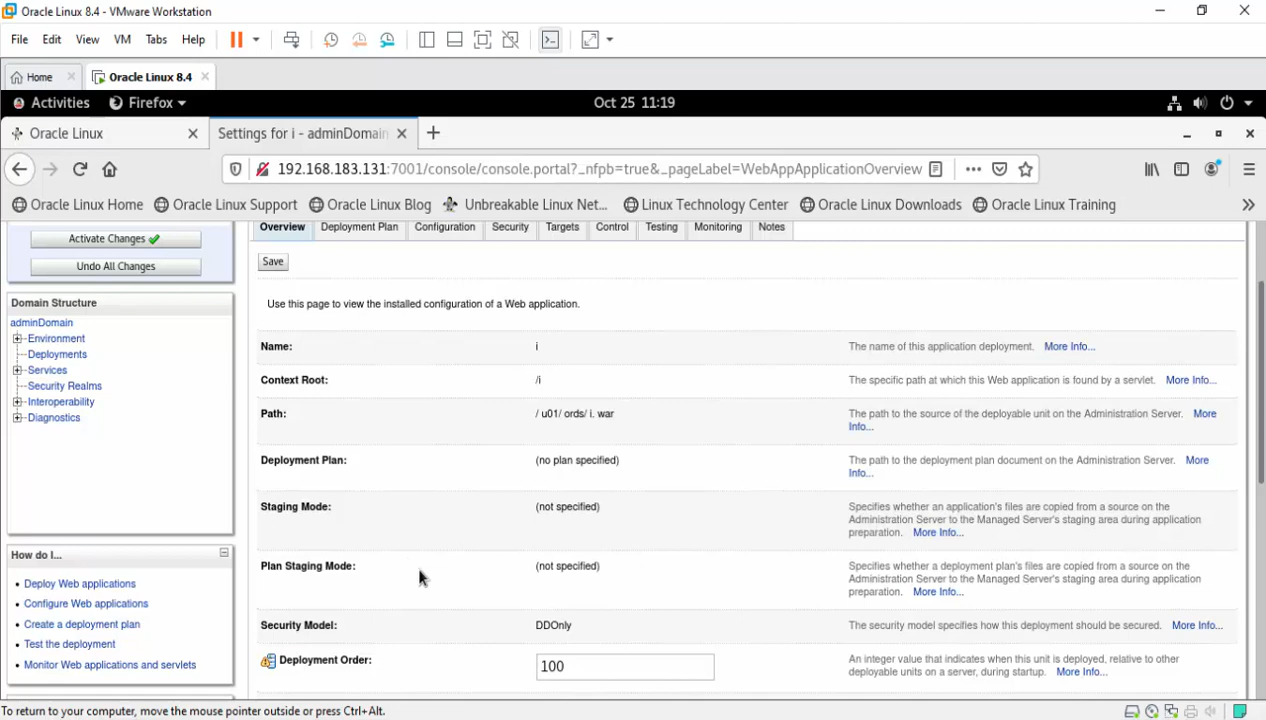 Oracle Linux 8.4 - VMware Workstation
File Edit View VM Tabs Help
Home Oracle Linux 8.4
Activities Firefox Oct 25 11:19
Oracle Linux Settings for i - adminDomain
192.168.183.131:7001/console/console.portal?_nfpb=true&_pageLabel=WebAppApplicationOverview
Oracle Linux Home Oracle Linux Support Oracle Linux Blog Unbreakable Linux Net... Linux Technology Center Oracle Linux Downloads Oracle Linux Training
Activate Changes
Undo All Changes
Domain Structure
adminDomain
Environment
Deployments
Services
Security Realms
Interoperability
Diagnostics
How do I...
Deploy Web applications
Configure Web applications
Create a deployment plan
Test the deployment
Monitor Web applications and servlets
Overview Deployment Plan Configuration Security Targets Control Testing Monitoring Notes
Save
Use this page to view the installed configuration of a Web application.
Name: i The name of this application deployment. More Info...
Context Root: /i The specific path at which this Web application is found by a servlet. More Info...
Path: / u01/ ords/ i. war The path to the source of the deployable unit on the Administration Server. More
Info...
Deployment Plan: (no plan specified) The path to the deployment plan document on the Administration Server. More
Info...
Staging Mode: (not specified) Specifies whether an application's files are copied from a source on the
Administration Server to the Managed Server's staging area during application
preparation. More Info...
Plan Staging Mode: (not specified) Specifies whether a deployment plan's files are copied from a source on the
Administration Server to the Managed Server's staging area during application
preparation. More Info...
Security Model: DDOnly The security model specifies how this deployment should be secured. More Info...
Deployment Order: 100 An integer value that indicates when this unit is deployed, relative to other
deployable units on a server, during startup. More Info...
To return to your computer, move the mouse pointer outside or press Ctrl+Alt.